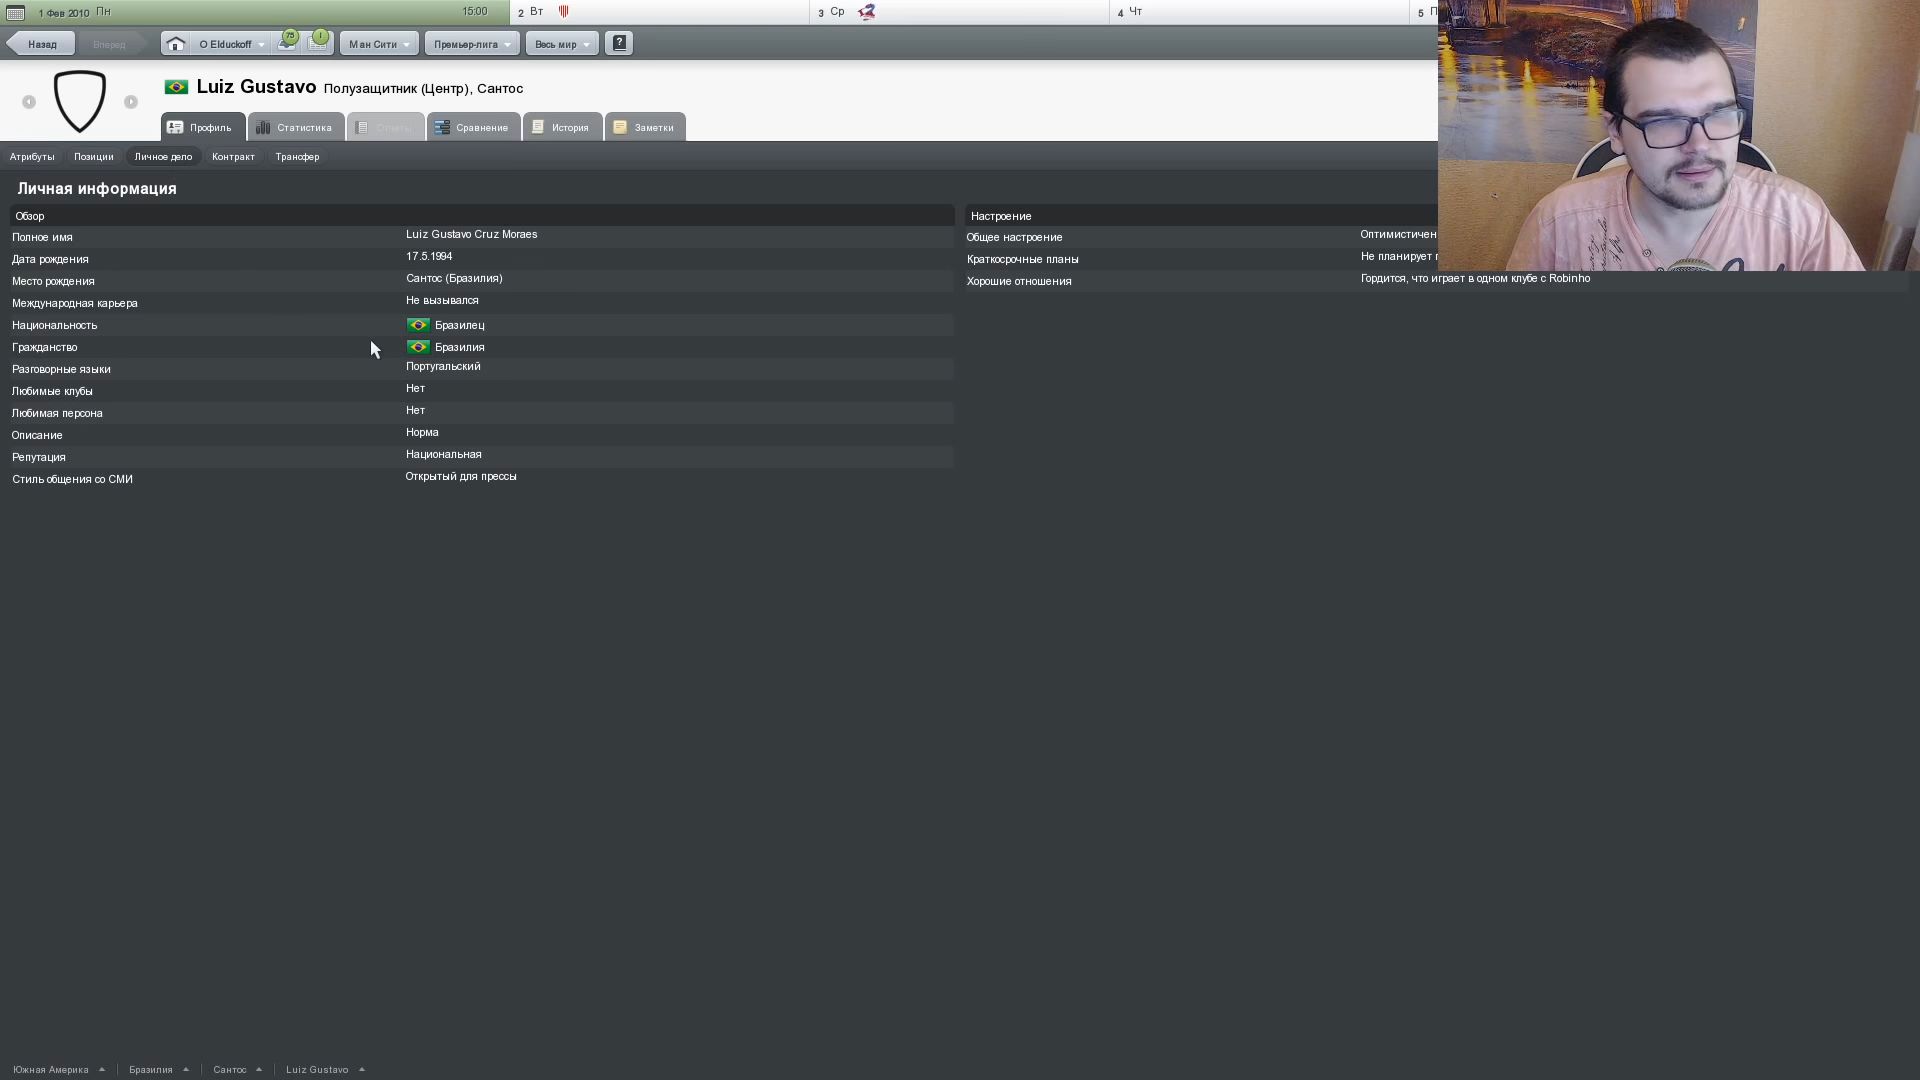 1 Фев 2010 Пн 15:00 2 Вт 3 Ср 4 Чт 5
Назад Вперед О Elduckoff 75 1 Ман Сити Премьер-лига Весь мир ?
Luiz Gustavo Полузащитник (Центр), Сантос
Профиль Статистика Сравнение История Заметки
Атрибуты Позиции Личное дело Контракт Трансфер
Личная информация
Обзор
Полное имя Luiz Gustavo Cruz Moraes
Дата рождения 17.5.1994
Место рождения Сантос (Бразилия)
Международная карьера Не вызывался
Национальность Бразилец
Гражданство Бразилия
Разговорные языки Португальский
Любимые клубы Нет
Любимая персона Нет
Описание Норма
Репутация Национальная
Стиль общения со СМИ Открытый для прессы
Настроение
Общее настроение Оптимистичен
Краткосрочные планы Не планирует
Хорошие отношения Гордится, что играет в одном клубе с Robinho
Южная Америка Бразилия Сантос Luiz Gustavo